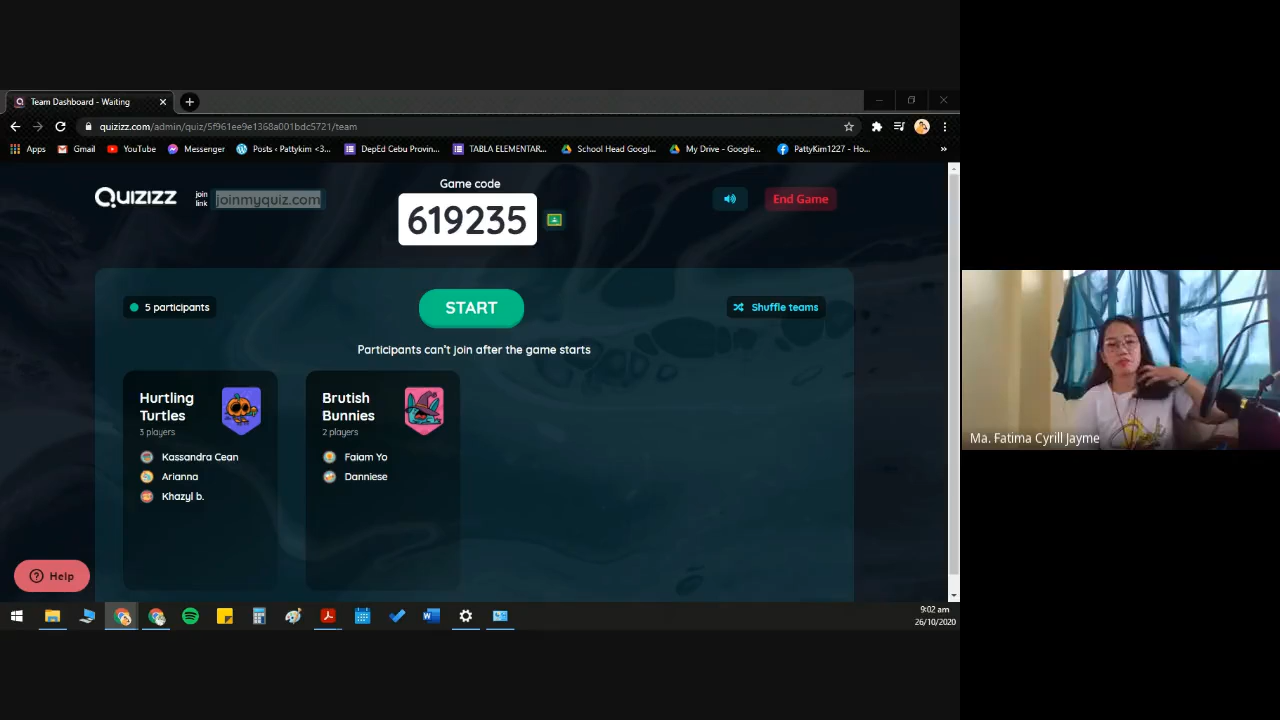 Team Dashboard - Waiting
quizizz.com/admin/quiz/5f961ee9e1368a001bdc5721/team
Apps Gmail YouTube Messenger Posts ‹ Pattykim <3... DepEd Cebu Provin... TABLA ELEMENTAR... School Head Googl... My Drive - Google... PattyKim1227 - Ho... »
Game code
QUIZIZZ
join link
joinmyquiz.com
619235
End Game
5 participants
START
Shuffle teams
Participants can't join after the game starts
Hurtling Turtles
3 players
Kassandra Cean
Arianna
Khazyl b.
Brutish Bunnies
2 players
Faiam Yo
Danniese
Ma. Fatima Cyrill Jayme
Help
9:02 am
26/10/2020